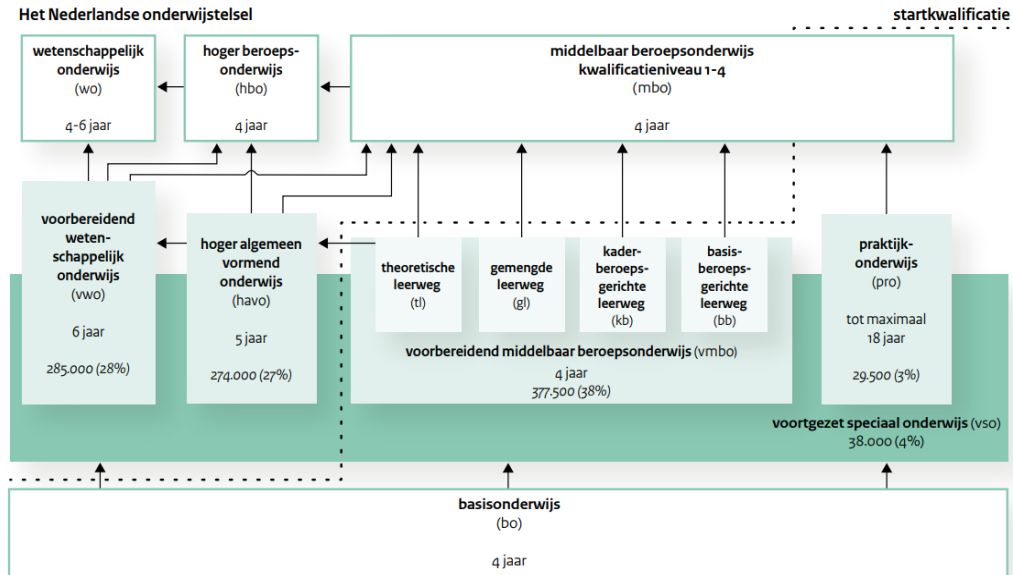 Het Nederlandse onderwijstelsel
startkwalificatie
wetenschappelijk
onderwijs
(wo)
4-6 jaar
hoger beroeps-
onderwijs
(hbo)
4 jaar
middelbaar beroepsonderwijs
kwalificatieniveau 1-4
(mbo)
4 jaar
voorbereidend
weten-
schappelijk
onderwijs
(vwo)
6 jaar
285.000 (28%)
hoger algemeen
vormend
onderwijs
(havo)
5 jaar
274.000 (27%)
theoretische
leerweg
(tl)
gemengde
leerweg
(gl)
kader-
beroeps-
gerichte
leerweg
(kb)
basis-
beroeps-
gerichte
leerweg
(bb)
voorbereidend middelbaar beroepsonderwijs (vmbo)
4 jaar
377.500 (38%)
praktijk-
onderwijs
(pro)
tot maximaal
18 jaar
29.500 (3%)
voortgezet speciaal onderwijs (vso)
38.000 (4%)
basisonderwijs
(bo)
4 jaar